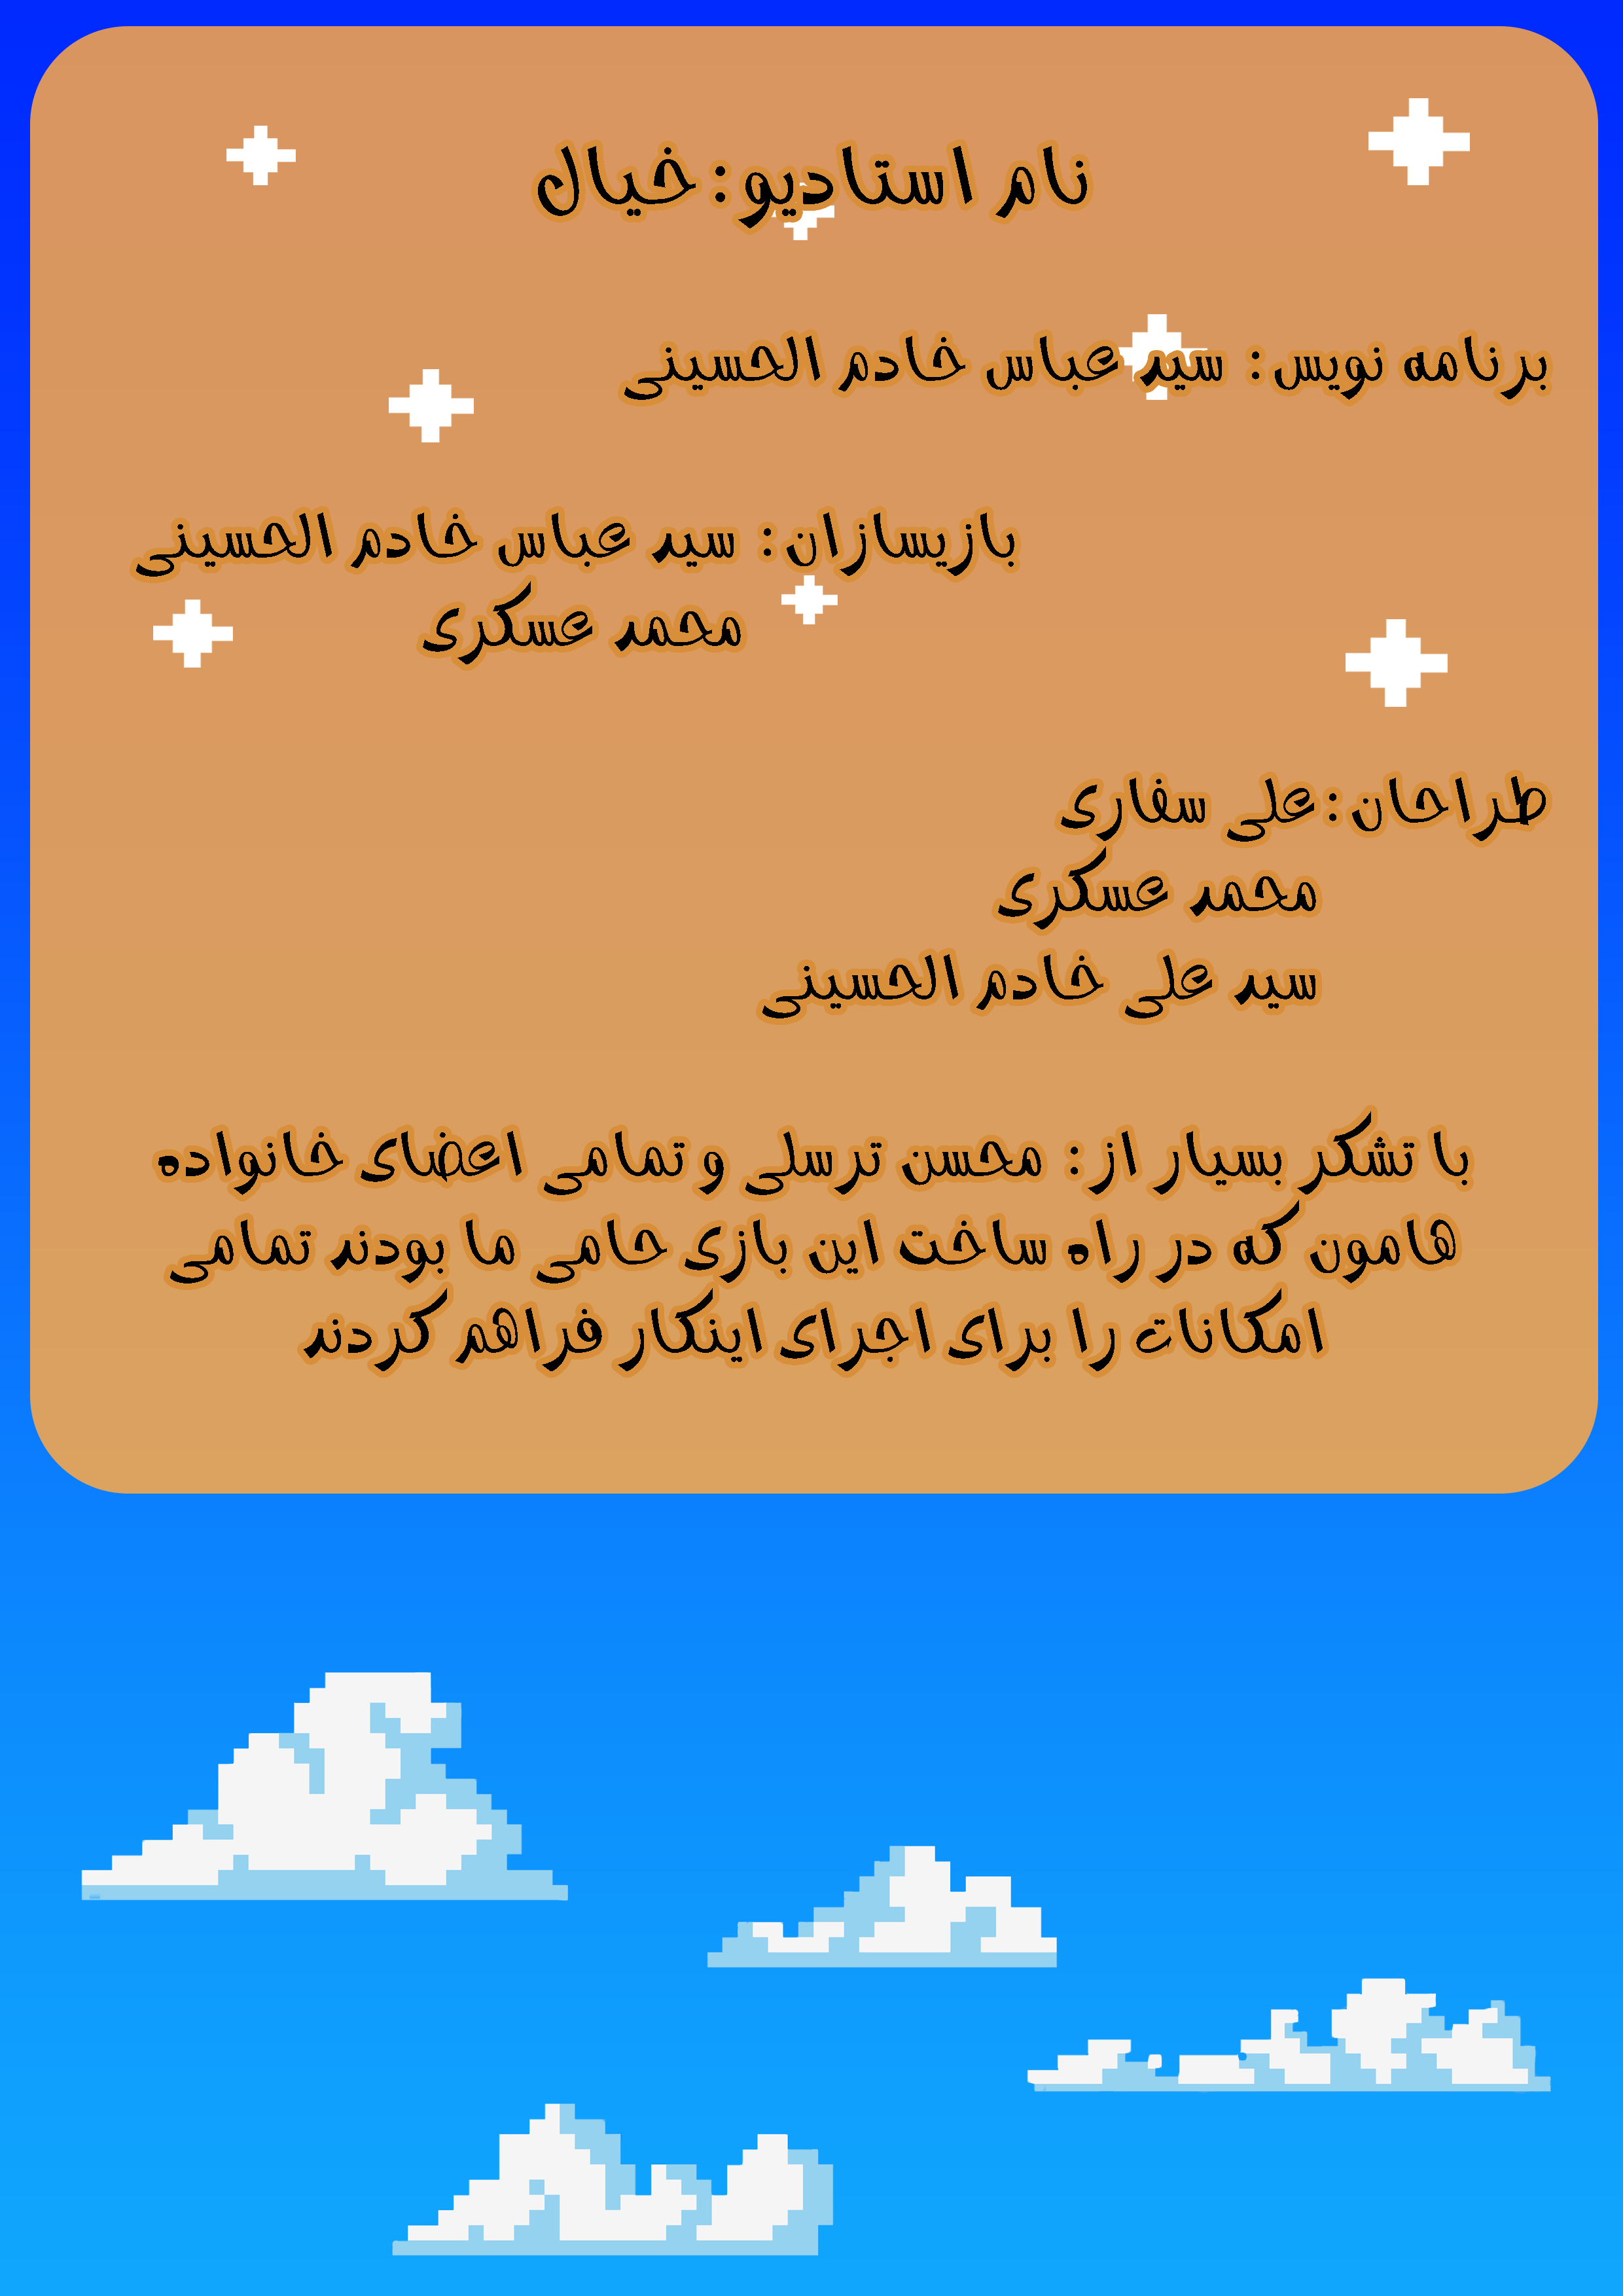 نام استادیو: خیال
برنامه نویس: سید عباس خادم الحسینی
بازیسازان: سید عباس خادم الحسینی
محمد عسکری
طراحان:علی سفاری
محمد عسکری
سید علی خادم الحسینی
با تشکر بسیار از: محسن ترسلی و تمامی اعضای خانواده
هامون که در راه ساخت این بازی حامی ما بودند تمامی
امکانات را برای اجرای اینکار فراهم کردند